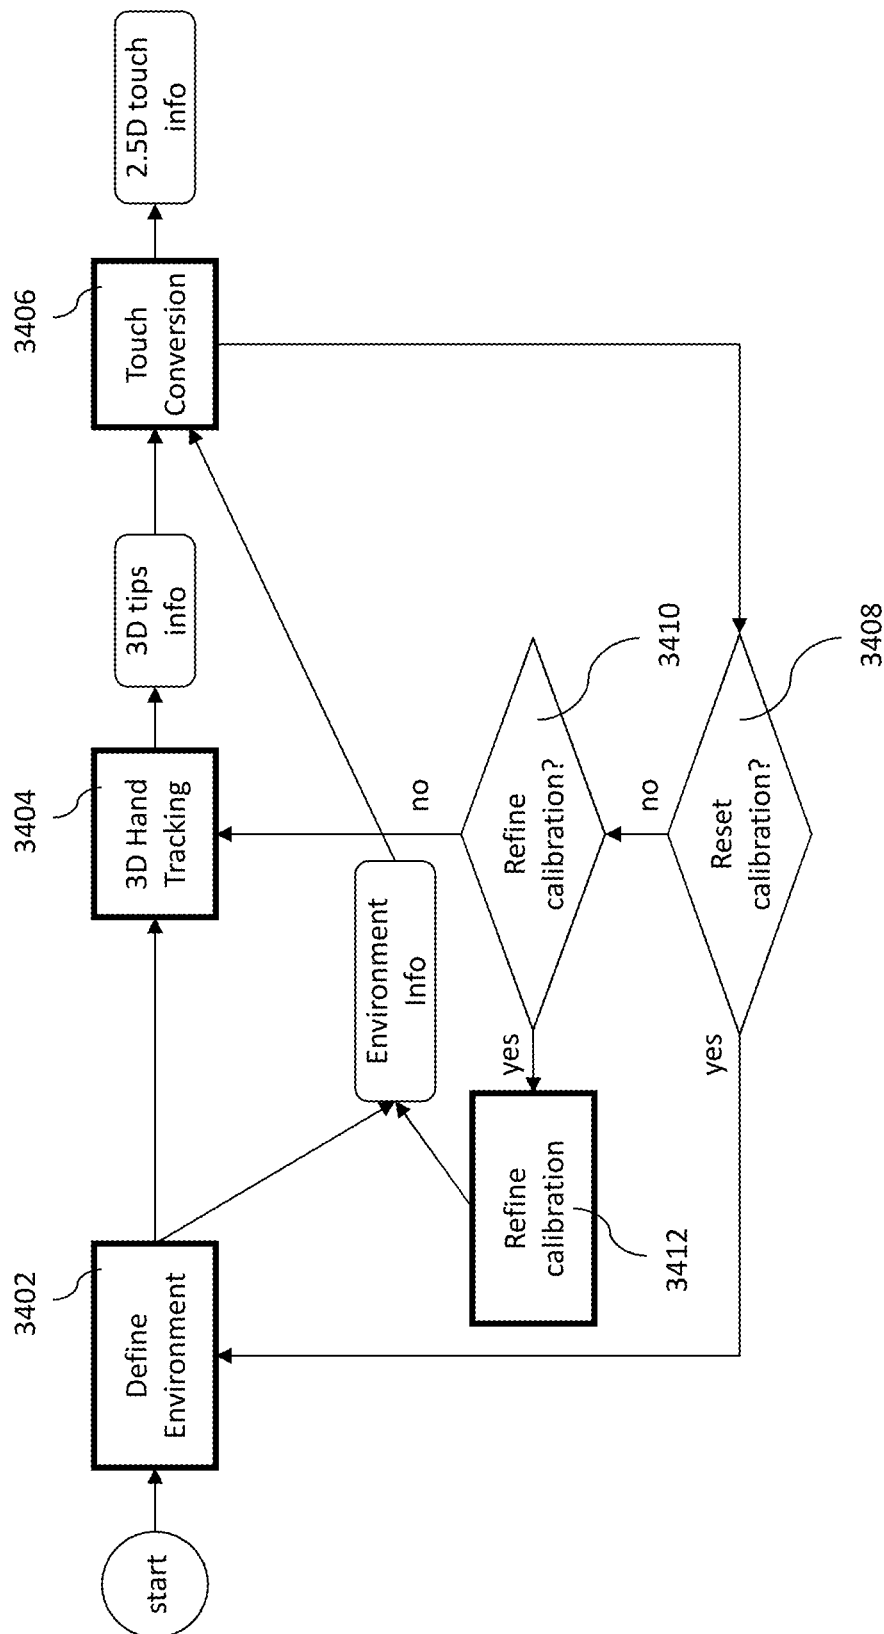 start
3402
Define
Environment
3404
3D Hand
Tracking
3D tips
info
3406
Touch
Conversion
2.5D touch
info
Environment
Info
no
3410
Refine
calibration?
yes
Refine
calibration
3412
no
3408
Reset
calibration?
yes